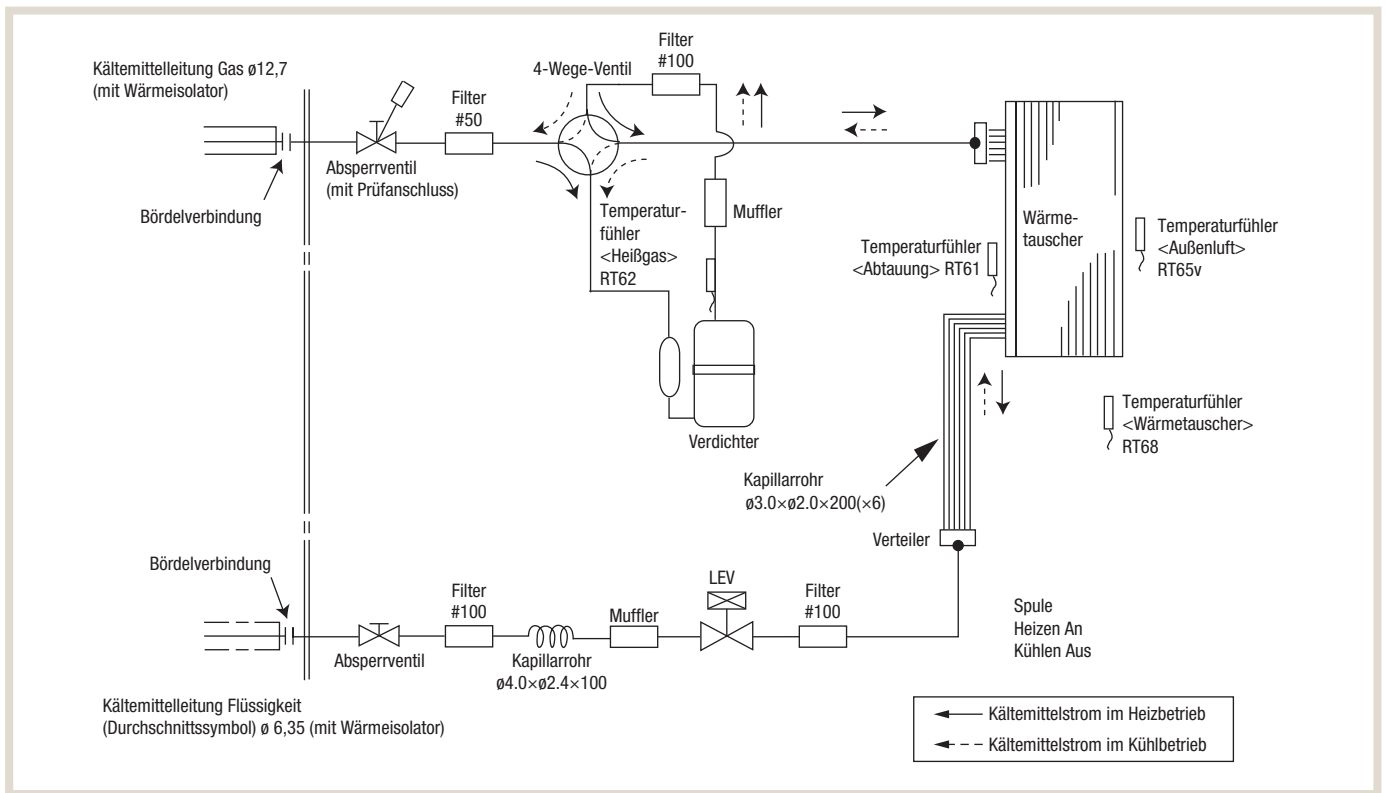 Kältemittelleitung Gas ø12,7
(mit Wärmeisolator)
Filter
#50
4-Wege-Ventil
Filter
#100
Absperrventil
(mit Prüfanschluss)
Bördelverbindung
Temperatur-
fühler
<Heißgas>
RT62
Muffler
Verdichter
Wärme-
tauscher
Temperaturfühler
<Abtauung> RT61
Temperaturfühler
<Außenluft>
RT65v
Temperaturfühler
<Wärmetauscher>
RT68
Kapillarrohr
ø3.0×ø2.0×200(×6)
Verteiler
Bördelverbindung
Absperrventil
Filter
#100
Kapillarrohr
ø4.0×ø2.4×100
Muffler
LEV
Filter
#100
Spule
Heizen An
Kühlen Aus
Kältemittelleitung Flüssigkeit
(Durchschnittssymbol) ø 6,35 (mit Wärmeisolator)
Kältemittelstrom im Heizbetrieb
Kältemittelstrom im Kühlbetrieb